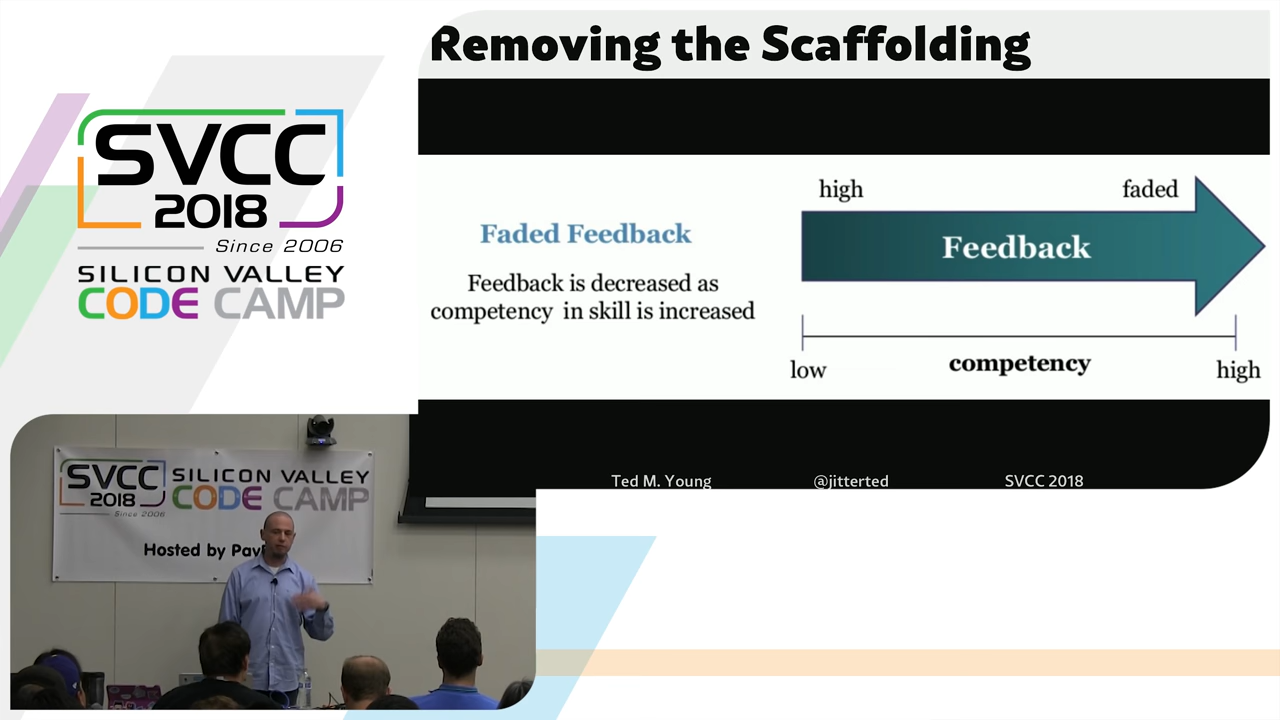 Removing the Scaffolding
SVCC
2018
Since 2006
SILICON VALLEY
CODE CAMP
Faded Feedback
Feedback is decreased as
competency in skill is increased
high
faded
Feedback
low
competency
high
Ted M. Young
@jitterted
SVCC 2018
SVCC
2018
Since 2006
SILICON VALLEY
CODE CAMP
Hosted by